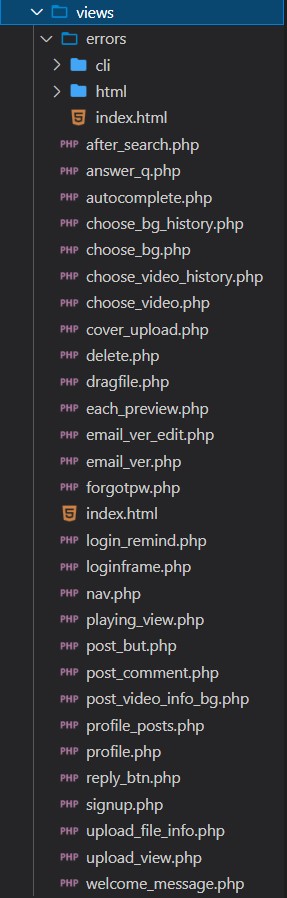 views
errors
cli
html
index.html
PHP after_search.php
PHP answer_q.php
PHP autocomplete.php
PHP choose_bg_history.php
PHP choose_bg.php
PHP choose_video_history.php
PHP choose_video.php
PHP cover_upload.php
PHP delete.php
PHP dragfile.php
PHP each_preview.php
PHP email_ver_edit.php
PHP email_ver.php
PHP forgotpw.php
index.html
PHP login_remind.php
PHP loginframe.php
PHP nav.php
PHP playing_view.php
PHP post_but.php
PHP post_comment.php
PHP post_video_info_bg.php
PHP profile_posts.php
PHP profile.php
PHP reply_btn.php
PHP signup.php
PHP upload_file_info.php
PHP upload_view.php
PHP welcome_message.php